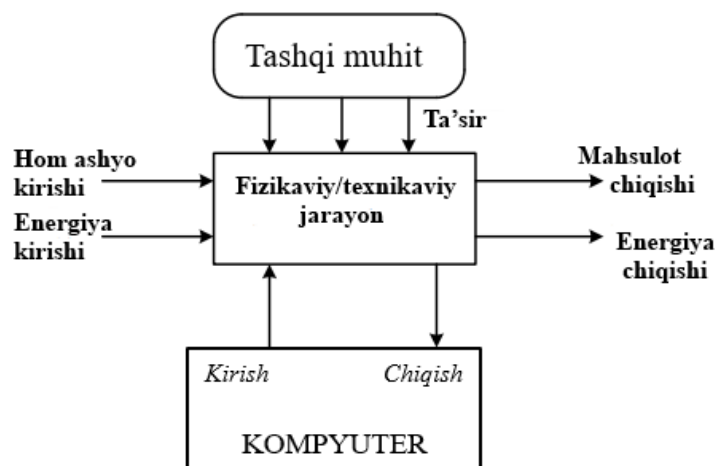 Tashqi muhit
Ta’sir
Hom ashyo
kirishi
Energiya
kirishi
Fizikaviy/texnikaviy
jarayon
Mahsulot
chiqishi
Energiya
chiqishi
Kirish
Chiqish
KOMPYUTER